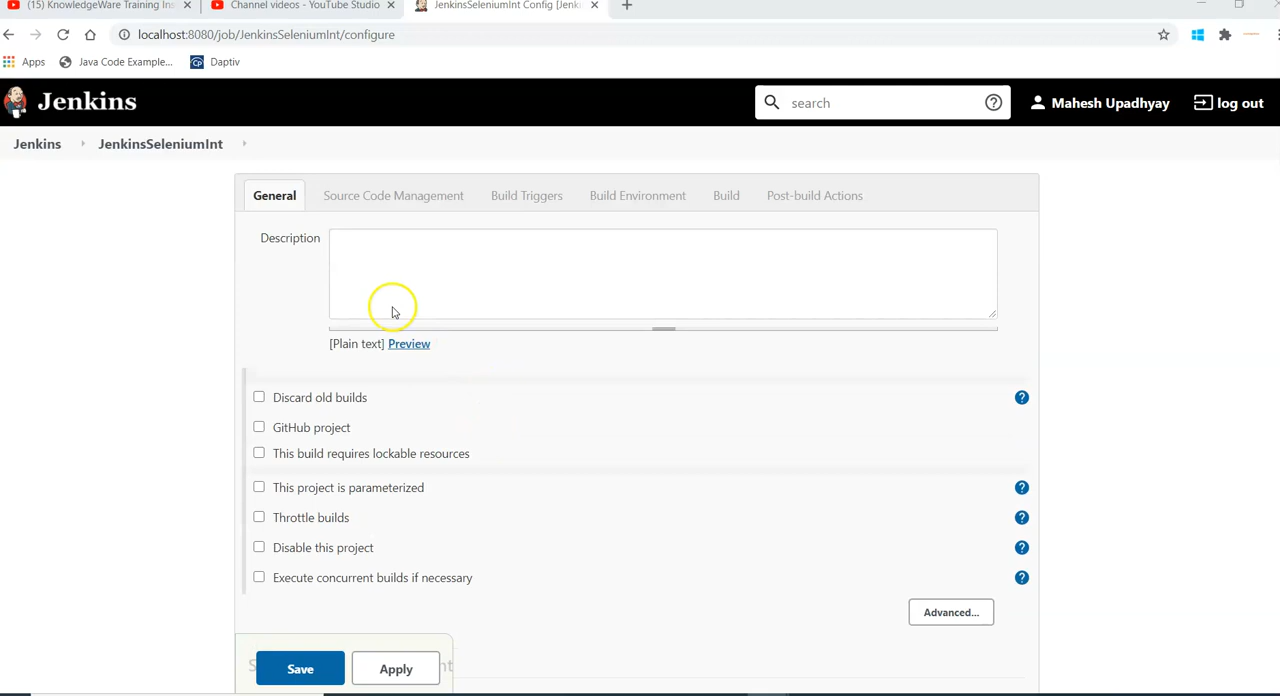 (15) KnowledgeWare Training Ins
Channel videos - YouTube Studio
JenkinsSeleniumInt Config [Jenk
localhost:8080/job/JenkinsSeleniumInt/configure
Apps
Java Code Example...
CP Daptiv
Jenkins
search
Mahesh Upadhyay
log out
Jenkins
JenkinsSeleniumInt
General
Source Code Management
Build Triggers
Build Environment
Build
Post-build Actions
Description
[Plain text] Preview
Discard old builds
GitHub project
This build requires lockable resources
This project is parameterized
Throttle builds
Disable this project
Execute concurrent builds if necessary
Advanced...
Save
Apply